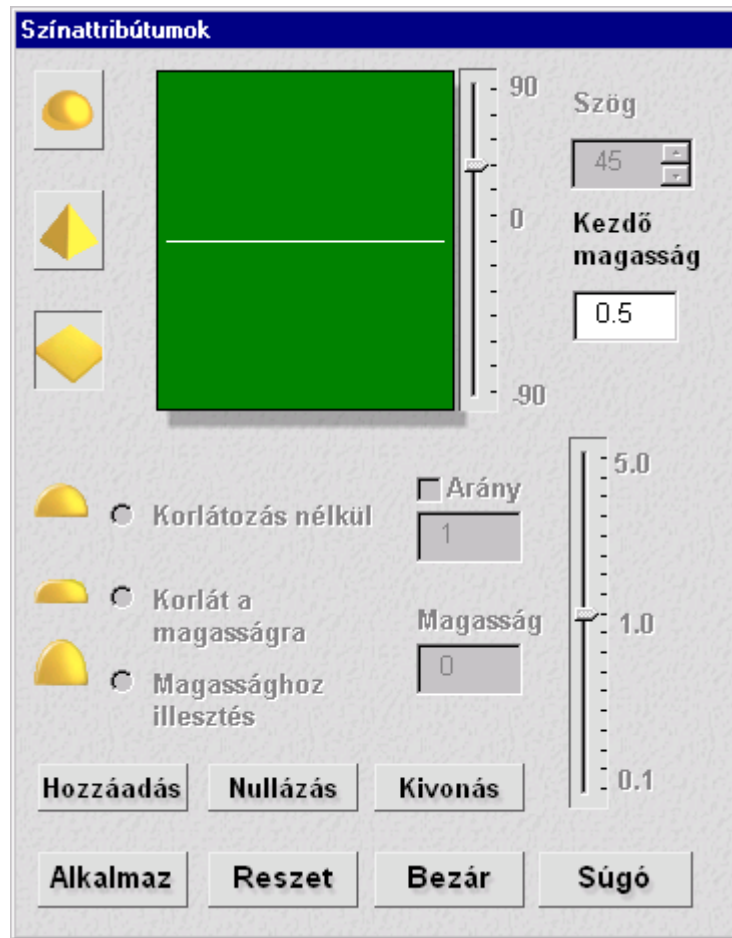 Színattribútumok
90
Szög
45
0
Kezdő
magasság
0.5
-90
5.0
Arány
Korlátozás nélkül
1
Korlát a
magasságra
Magasság
1.0
0
Magassághoz
illesztés
Hozzáadás
Nullázás
Kivonás
0.1
Alkalmaz
Reszet
Bezár
Súgó